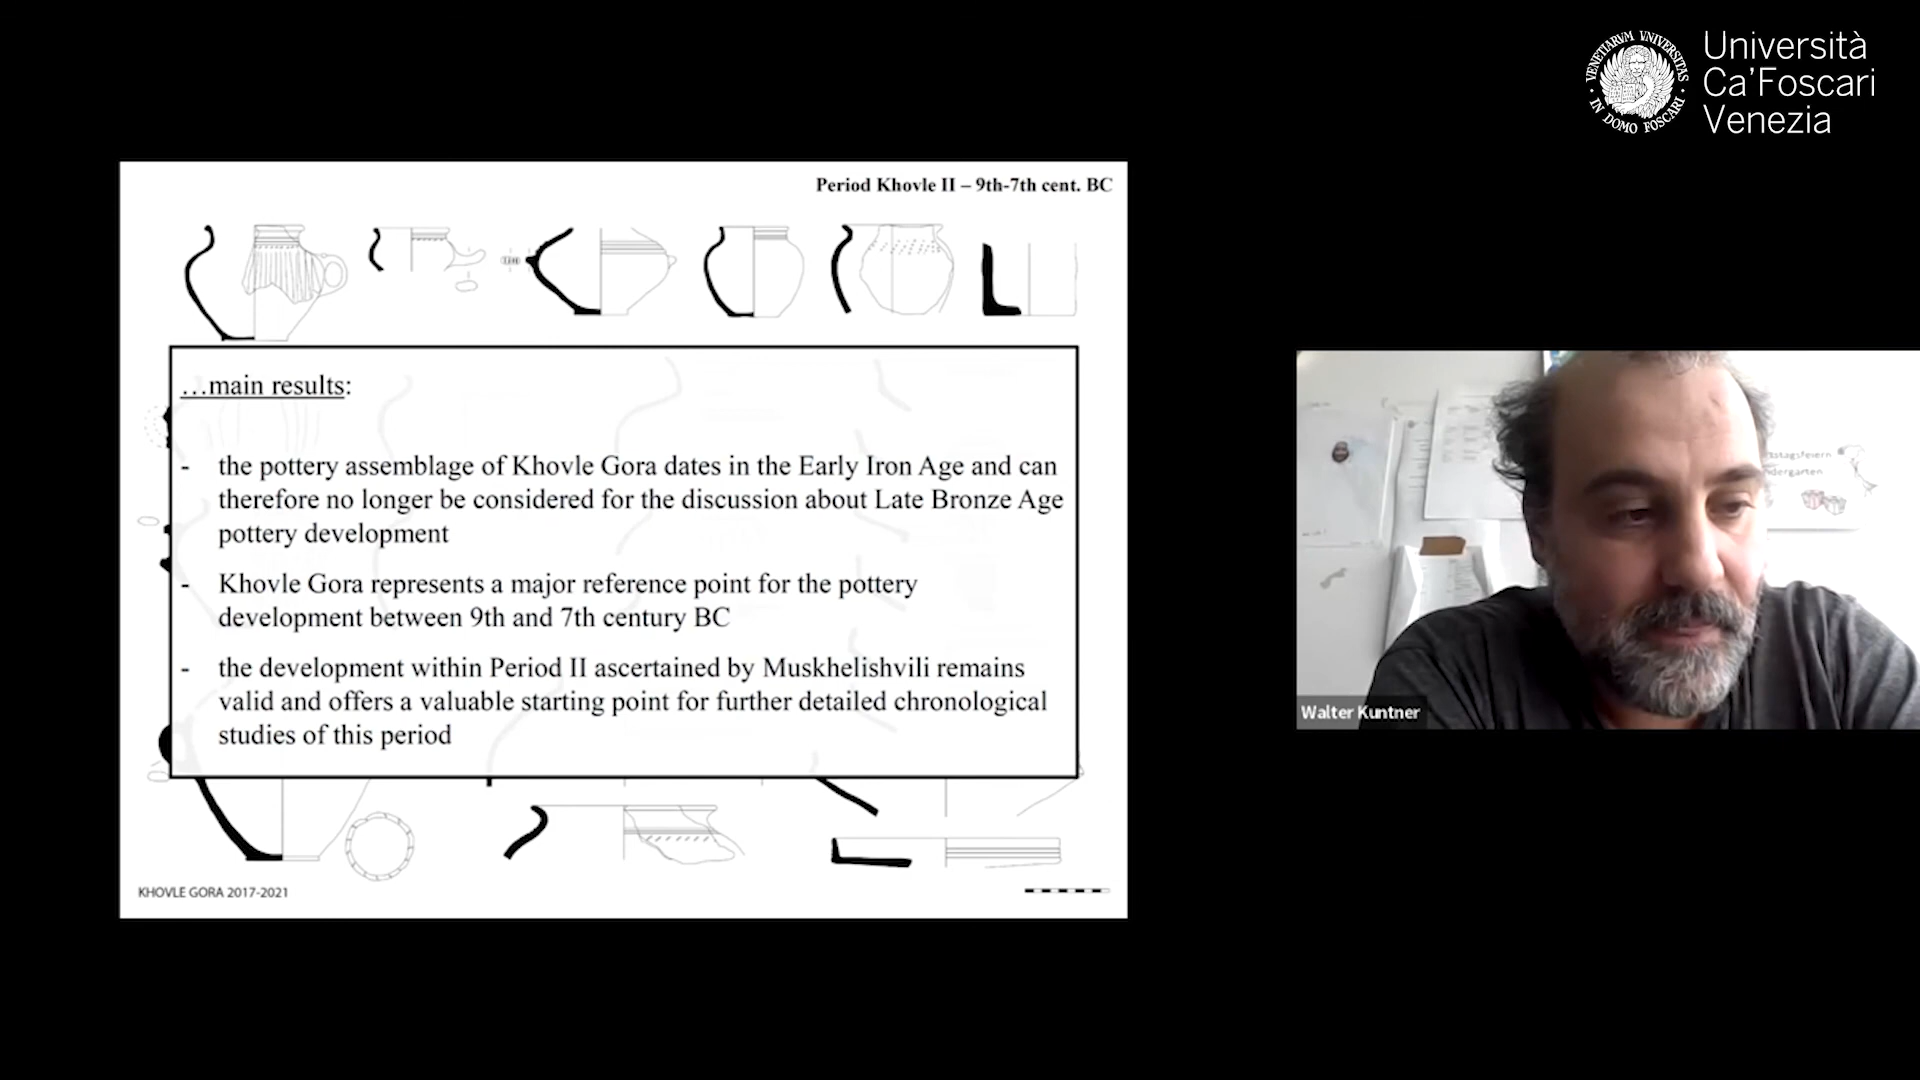 Università
Ca'Foscari
Venezia
VENETIARVM VNIVERSITAS
IN DOMO FOSCARI
Period Khovle II – 9th-7th cent. BC
…main results:
- the pottery assemblage of Khovle Gora dates in the Early Iron Age and can
therefore no longer be considered for the discussion about Late Bronze Age
pottery development
- Khovle Gora represents a major reference point for the pottery
development between 9th and 7th century BC
- the development within Period II ascertained by Muskhelishvili remains
valid and offers a valuable starting point for further detailed chronological
studies of this period
KHOVLE GORA 2017-2021
Walter Kuntner